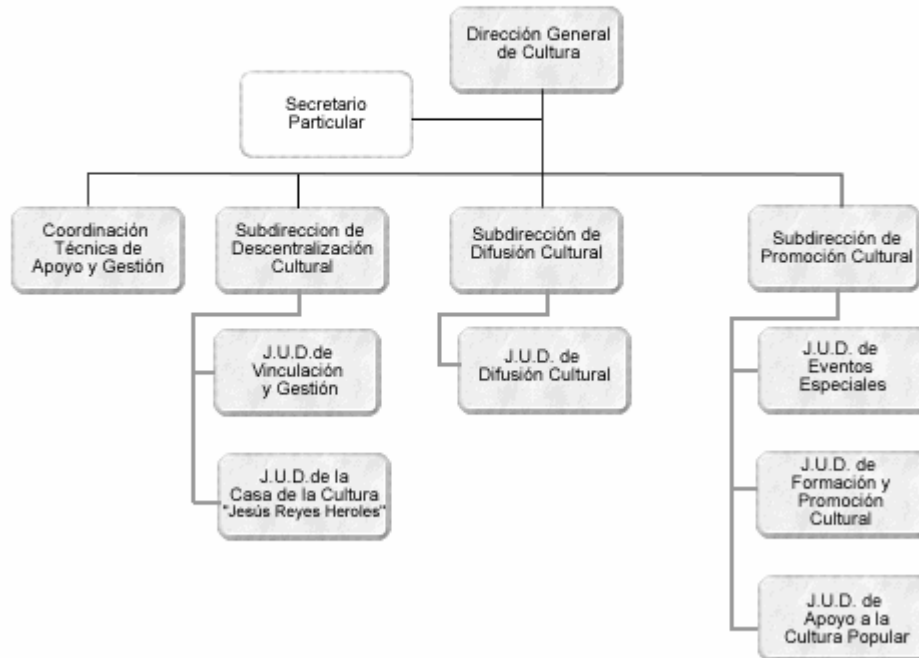 Dirección General
de Cultura
Secretario
Particular
Coordinación
Técnica de
Apoyo y Gestión
Subdireccion de
Descentralización
Cultural
Subdirección de
Difusión Cultural
Subdirección de
Promoción Cultural
J.U.D.de
Vinculación
y Gestión
J.U.D. de
Difusión Cultural
J.U.D. de
Eventos
Especiales
J.U.D.de la
Casa de la Cultura
"Jesús Reyes Heroles"
J.U.D. de
Formación y
Promoción
Cultural
J.U.D. de
Apoyo a la
Cultura Popular